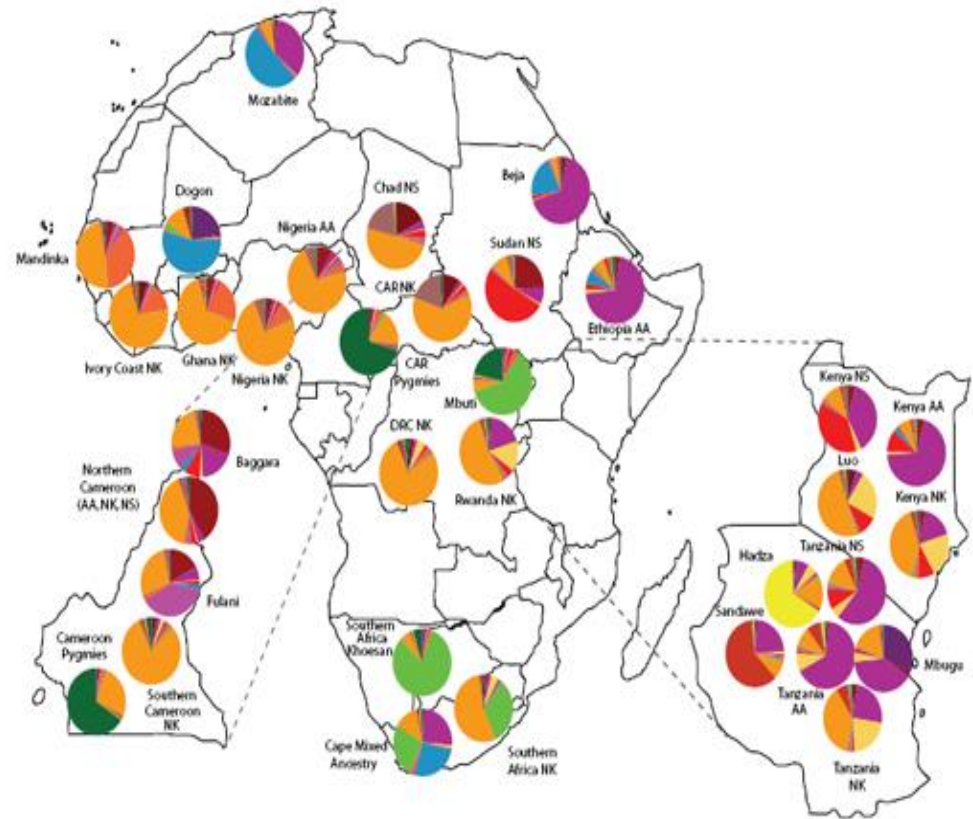 Mozabite
Beja
Dogon
Chad NS
Nigeria AA
Sudan NS
Mandinka
CAR NK
Ethiopia AA
Ivory Coast NK
Ghana NK
Nigeria NK
CAR
Pygmies
Mbuti
Kenya NS
Kenya AA
DRC NK
Luo
Baggara
Northern
Cameroon
(AA, NK, NS)
Rwanda NK
Kenya NK
Tanzania NS
Hadza
Fulani
Sandawe
Southern
Africa
Khoesan
Cameroon
Pygmies
Mbugu
Southern
Cameroon
NK
Tanzania
AA
Cape Mixed
Ancestry
Southern
Africa NK
Tanzania
NK